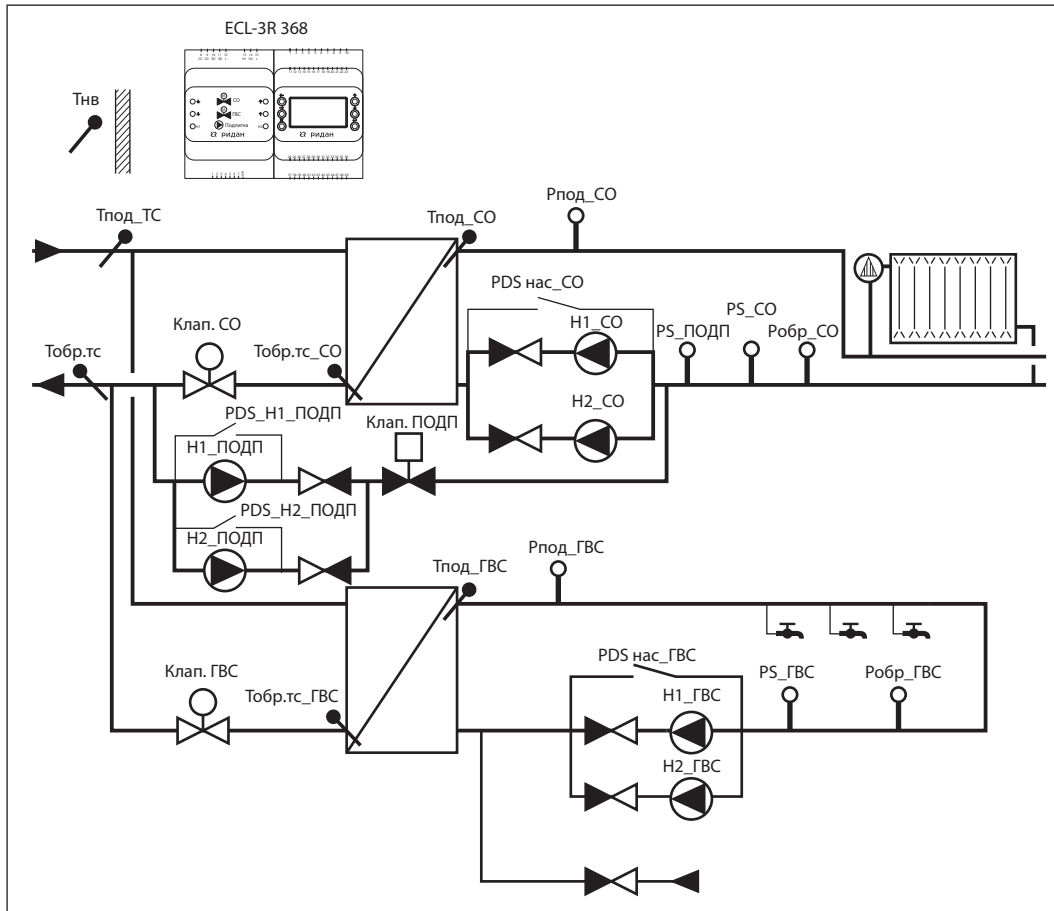 ECL-3R 368
Тнв
СО
ГВС
Подпитка
ридан
ридан
Тпод_ТС
Тпод_СО
Рпод_СО
PDS нас_СО
Клап. СО
Н1_СО
PS_СО
PS_ПОДП
Робр_СО
Тобр.тс
Тобр.тс_СО
Н2_СО
PDS_Н1_ПОДП
Клап. ПОДП
Н1_ПОДП
PDS_Н2_ПОДП
Н2_ПОДП
Тпод_ГВС
Рпод_ГВС
Клап. ГВС
PDS нас_ГВС
PS_ГВС
Робр_ГВС
Тобр.тс_ГВС
Н1_ГВС
Н2_ГВС